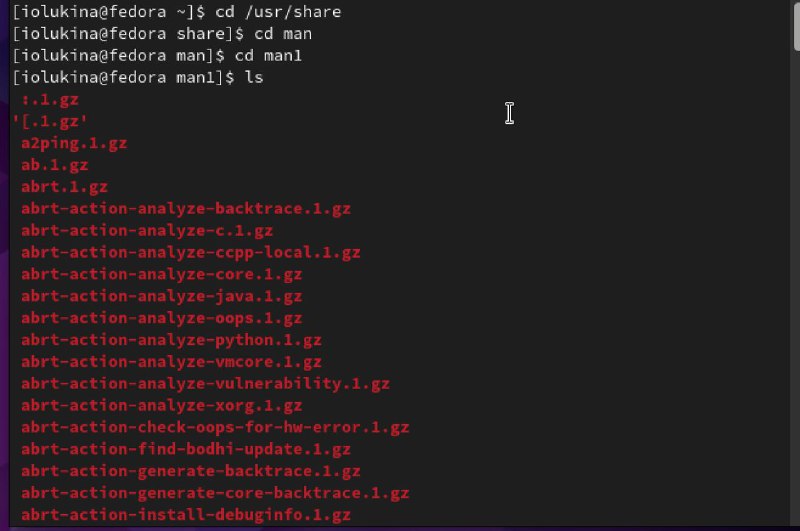 [iolukina@fedora ~]$ cd /usr/share
[iolukina@fedora share]$ cd man
[iolukina@fedora man]$ cd man1
[iolukina@fedora man1]$ ls
:.1.gz
'[.1.gz'
a2ping.1.gz
ab.1.gz
abrt.1.gz
abrt-action-analyze-backtrace.1.gz
abrt-action-analyze-c.1.gz
abrt-action-analyze-ccpp-local.1.gz
abrt-action-analyze-core.1.gz
abrt-action-analyze-java.1.gz
abrt-action-analyze-oops.1.gz
abrt-action-analyze-python.1.gz
abrt-action-analyze-vmcore.1.gz
abrt-action-analyze-vulnerability.1.gz
abrt-action-analyze-xorg.1.gz
abrt-action-check-oops-for-hw-error.1.gz
abrt-action-find-bodhi-update.1.gz
abrt-action-generate-backtrace.1.gz
abrt-action-generate-core-backtrace.1.gz
abrt-action-install-debuginfo.1.gz